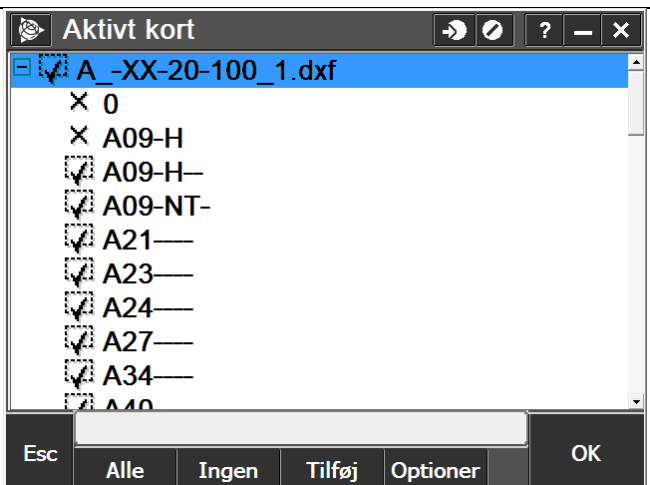 Aktivt kort
?
A_-XX-20-100_1.dxf
0
A09-H
A09-H--
A09-NT-
A21----
A23----
A24----
A27----
A34----
A40
Esc
Alle Ingen Tilføj Optioner
OK